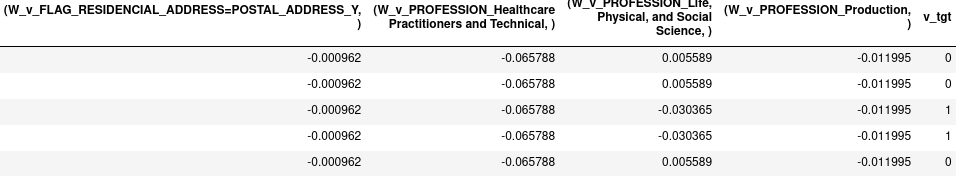 (W_v_FLAG_RESIDENCIAL_ADDRESS=POSTAL_ADDRESS_Y, )
(W_v_PROFESSION_Healthcare Practitioners and Technical, )
(W_v_PROFESSION_Life, Physical, and Social Science, )
(W_v_PROFESSION_Production, )
v_tgt
-0.000962 -0.065788 0.005589 -0.011995 0
-0.000962 -0.065788 0.005589 -0.011995 0
-0.000962 -0.065788 -0.030365 -0.011995 1
-0.000962 -0.065788 -0.030365 -0.011995 1
-0.000962 -0.065788 0.005589 -0.011995 0